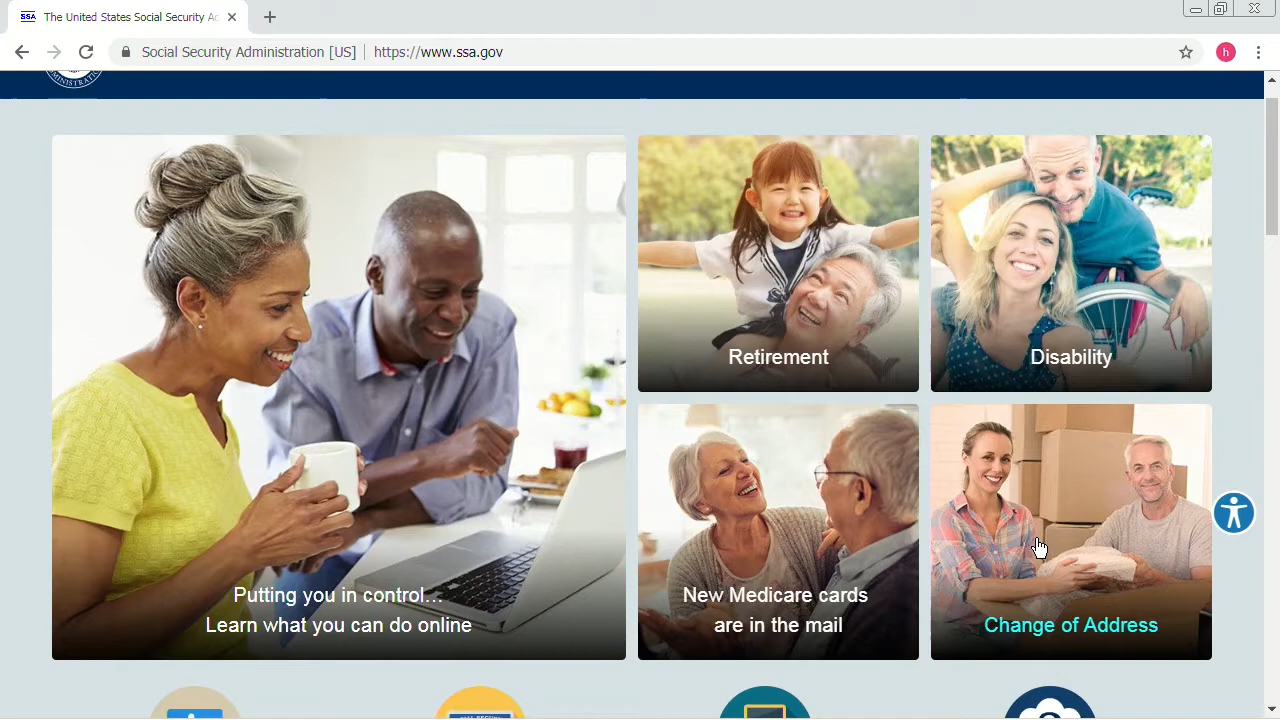 SSA The United States Social Security Ac
Social Security Administration [US] https://www.ssa.gov
h
Retirement
Disability
Putting you in control...
Learn what you can do online
New Medicare cards
are in the mail
Change of Address